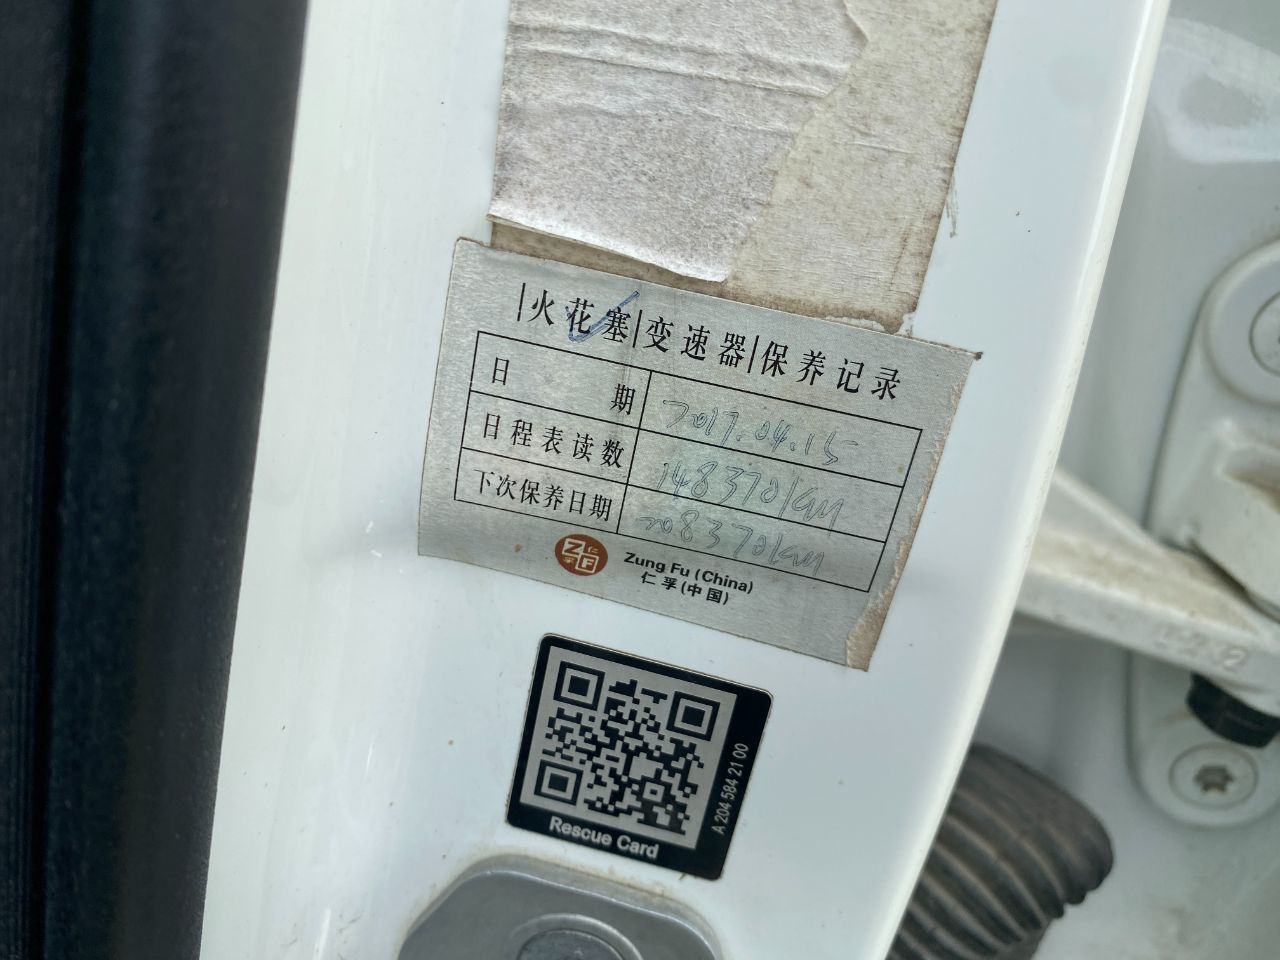 |火花塞|变速器|保养记录
日期 2017.04.15
日程表读数 148370km
下次保养日期 208370km
Zung Fu (China)
仁孚(中国)
A 204 584 21 00
Rescue Card